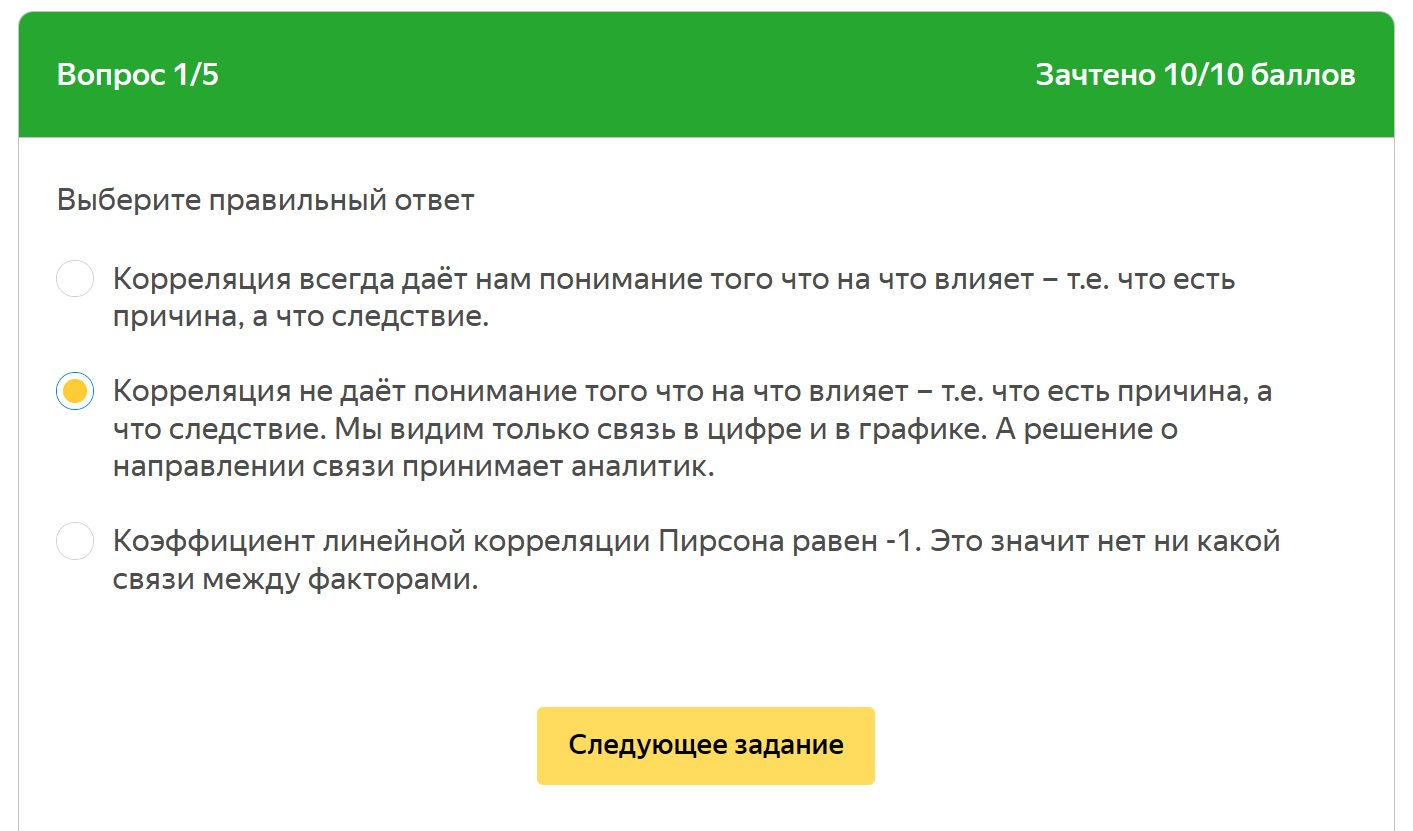 Вопрос 1/5
Зачтено 10/10 баллов
Выберите правильный ответ
Корреляция всегда даёт нам понимание того что на что влияет – т.е. что есть
причина, а что следствие.
Корреляция не даёт понимание того что на что влияет – т.е. что есть причина, а
что следствие. Мы видим только связь в цифре и в графике. А решение о
направлении связи принимает аналитик.
Коэффициент линейной корреляции Пирсона равен -1. Это значит нет ни какой
связи между факторами.
Следующее задание